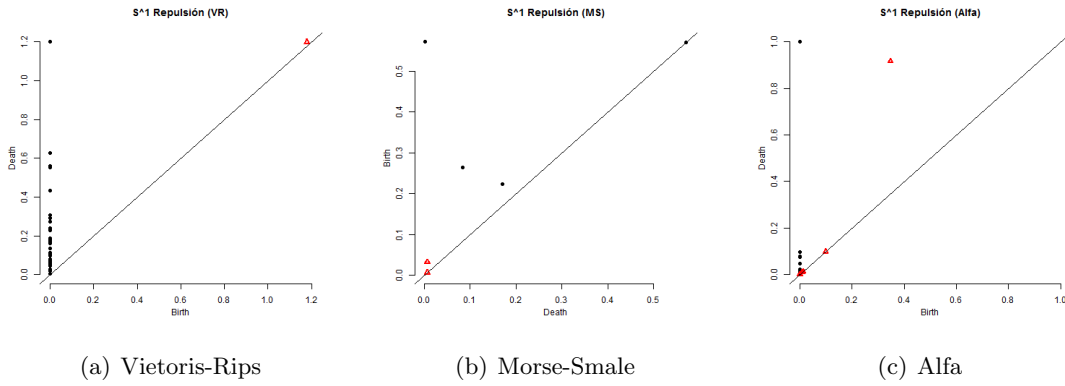 S^1 Repulsión (VR)
Death
0.0 0.2 0.4 0.6 0.8 1.0 1.2
0.0 0.2 0.4 0.6 0.8 1.0 1.2
Birth
(a) Vietoris-Rips
S^1 Repulsión (MS)
Birth
0.0 0.1 0.2 0.3 0.4 0.5
0.0 0.1 0.2 0.3 0.4 0.5
Death
(b) Morse-Smale
S^1 Repulsión (Alfa)
Death
0.0 0.2 0.4 0.6 0.8 1.0
0.0 0.2 0.4 0.6 0.8 1.0
Birth
(c) Alfa